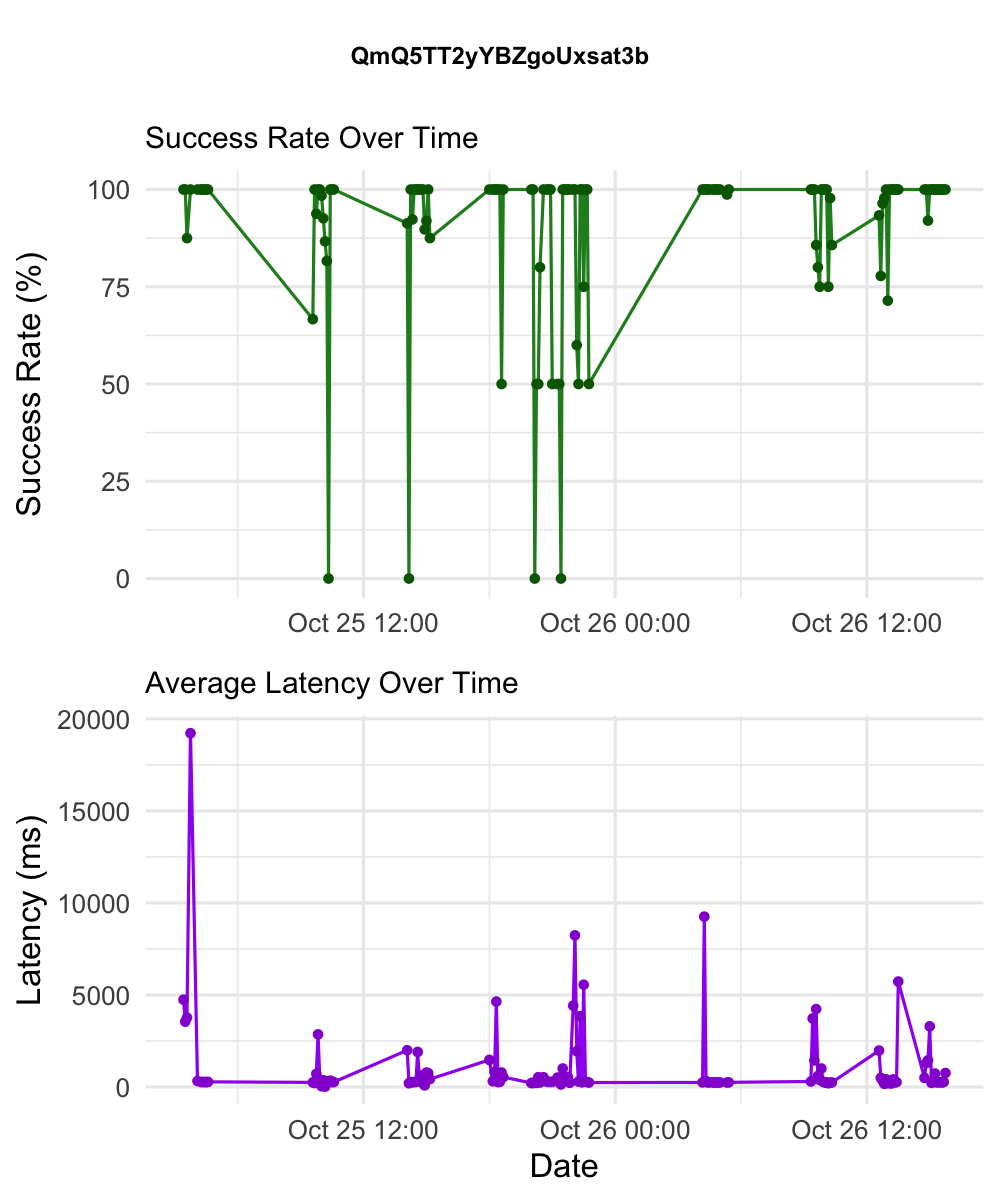 QmQ5TT2yYBZgoUxsat3b
Success Rate Over Time
Success Rate (%)
100
75
50
25
0
Oct 25 12:00 Oct 26 00:00 Oct 26 12:00
Average Latency Over Time
Latency (ms)
20000
15000
10000
5000
0
Oct 25 12:00 Oct 26 00:00 Oct 26 12:00
Date